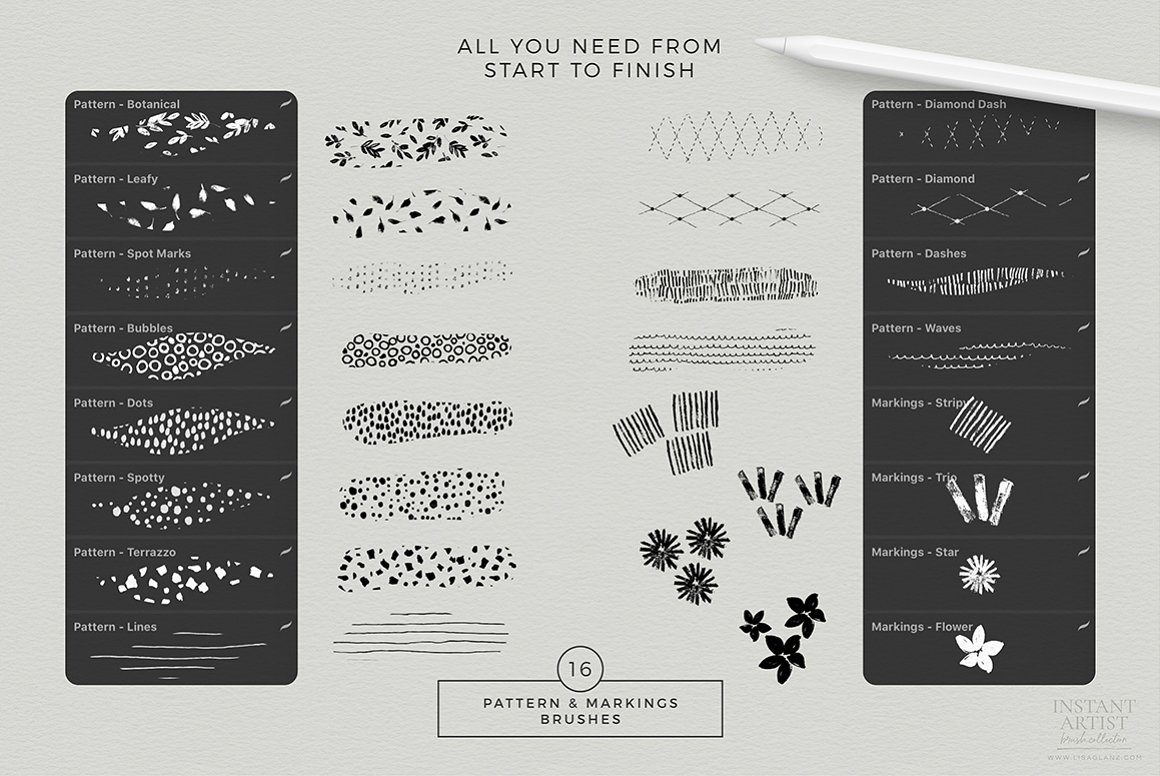 ALL YOU NEED FROM
START TO FINISH
Pattern - Botanical
Pattern - Leafy
Pattern - Spot Marks
Pattern - Bubbles
Pattern - Dots
Pattern - Spotty
Pattern - Terrazzo
Pattern - Lines
Pattern - Diamond Dash
Pattern - Diamond
Pattern - Dashes
Pattern - Waves
Markings - Stripy
Markings - Trio
Markings - Star
Markings - Flower
16
PATTERN & MARKINGS
BRUSHES
INSTANT
ARTIST
brush collection
WWW.LISAGLANZ.COM